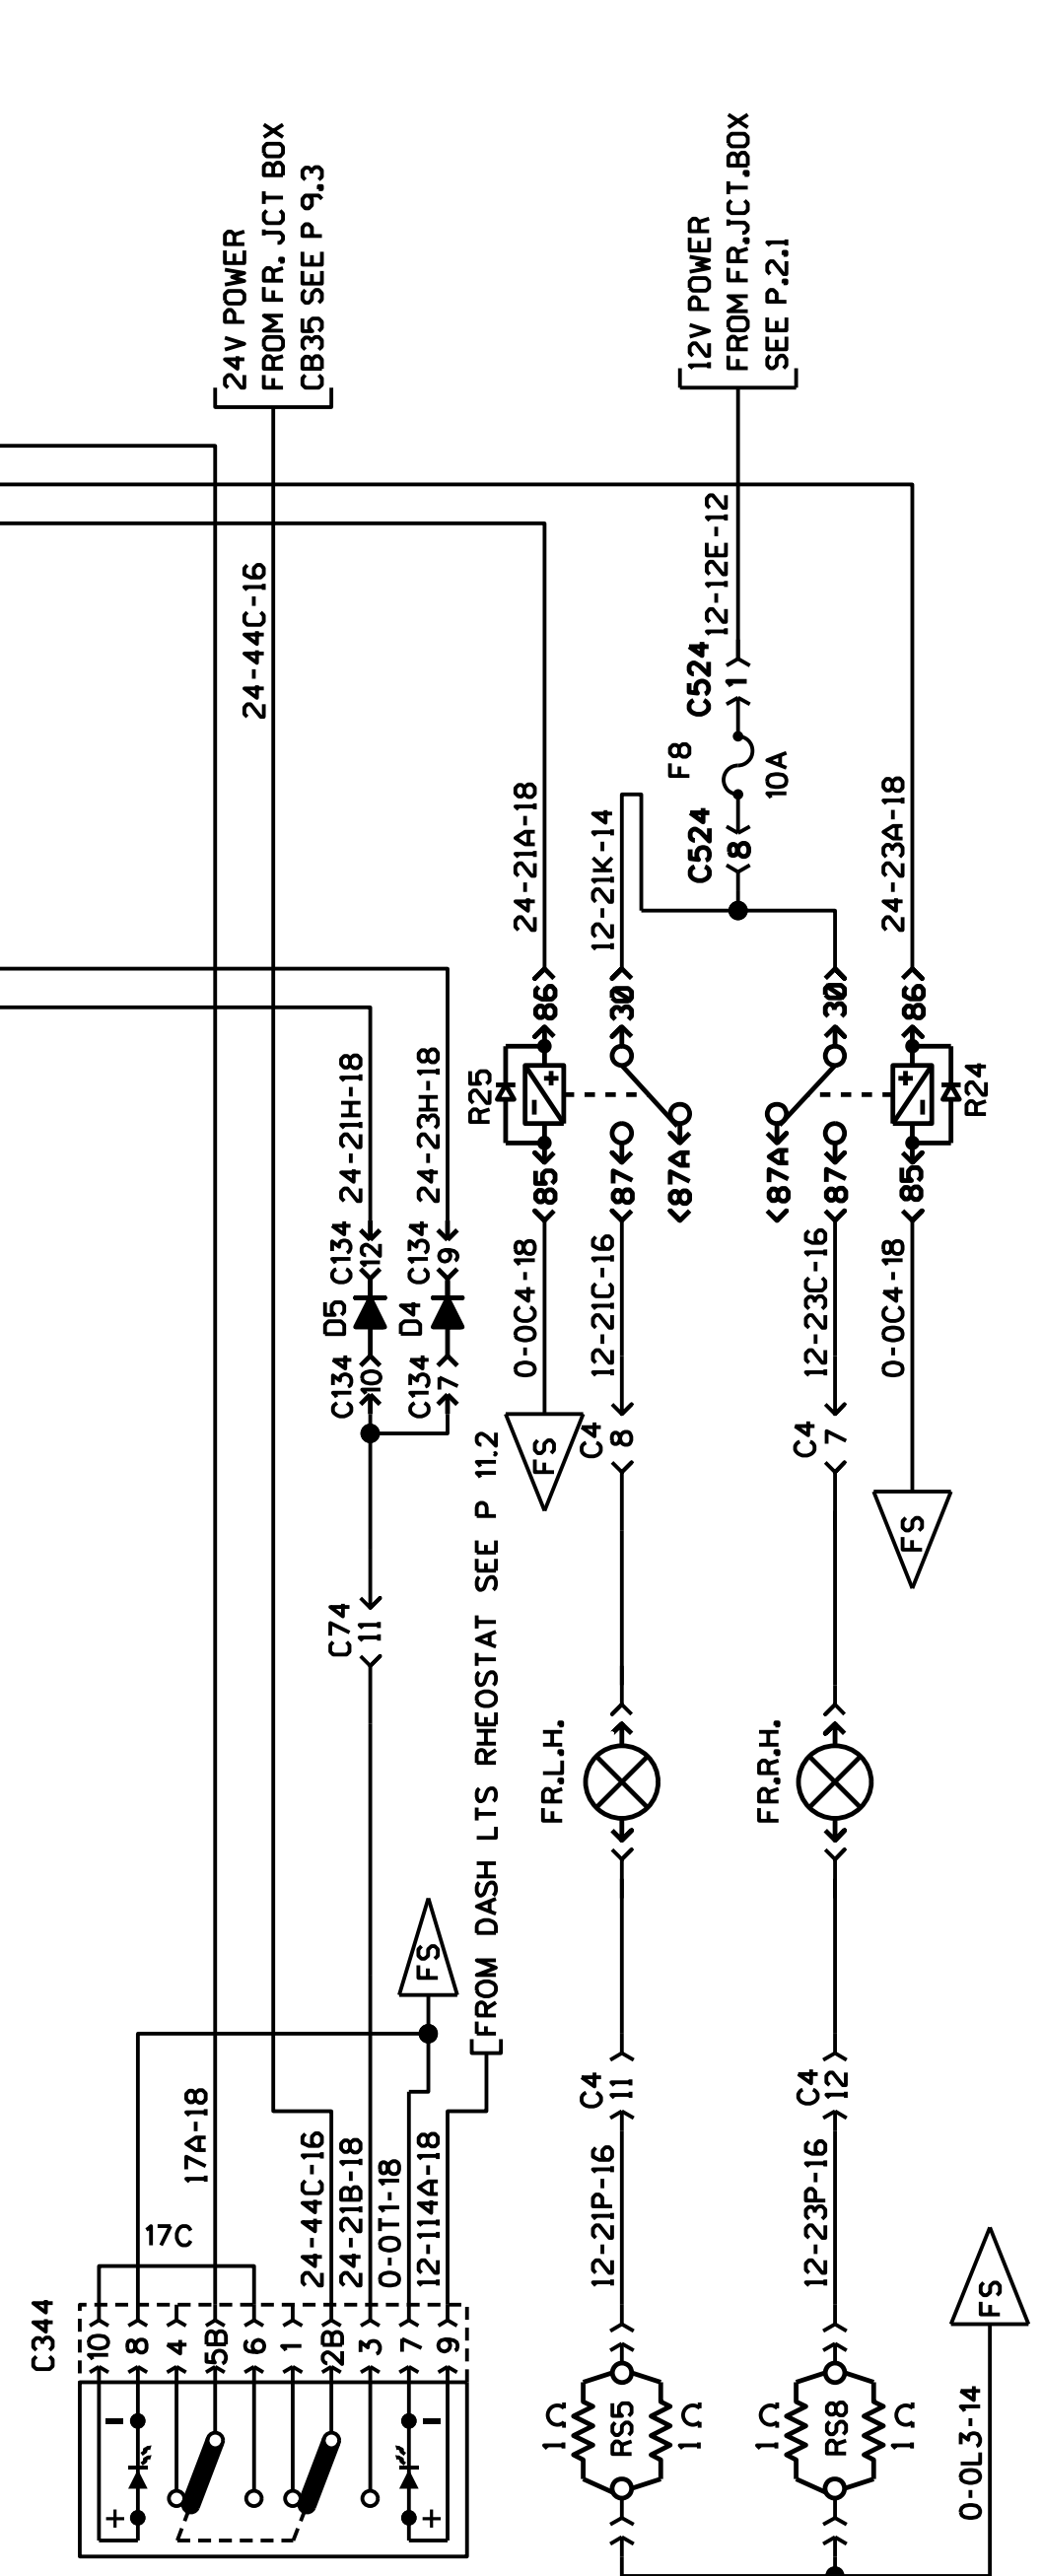 24V POWER
FROM FR. JCT BOX
CB35 SEE P 9.3
12V POWER
FROM FR.JCT.BOX
SEE P.2.1
24-44C-16
12-12E-12
C524
1
F8
10A
C524
8
24-21A-18
12-21K-14
24-23A-18
86
30
30
86
R25
R24
85
87
87A
87A
87
85
24-21H-18
24-23H-18
C134
12
C134
9
D5
D4
C134
10
C134
7
0-0C4-18
12-21C-16
12-23C-16
0-0C4-18
FS
C4
8
C4
7
FS
C74
11
FROM DASH LTS RHEOSTAT SEE P 11.2
FR.L.H.
FR.R.H.
FS
C4
11
C4
12
17A-18
17C
24-44C-16
24-21B-18
0-0T1-18
12-114A-18
12-21P-16
12-23P-16
FS
C344
10
8
4
5B
6
1
2B
3
7
9
-
-
+
+
1 Ω
RS5
1 Ω
1 Ω
RS8
1 Ω
0-0L3-14